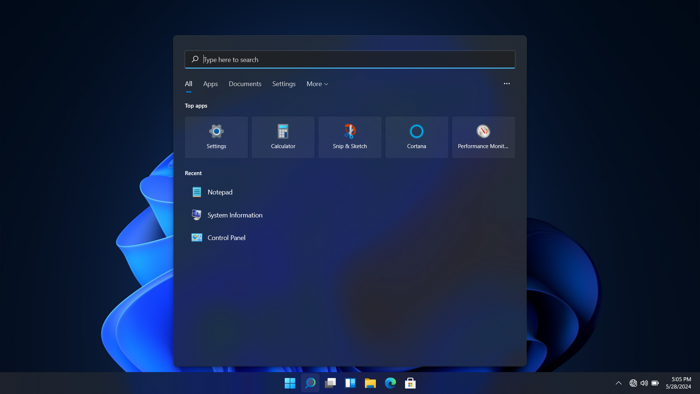 Type here to search
All Apps Documents Settings More
Top apps
Settings Calculator Snip & Sketch Cortana Performance Monit...
Recent
Notepad
System Information
Control Panel
5:05 PM
5/28/2024